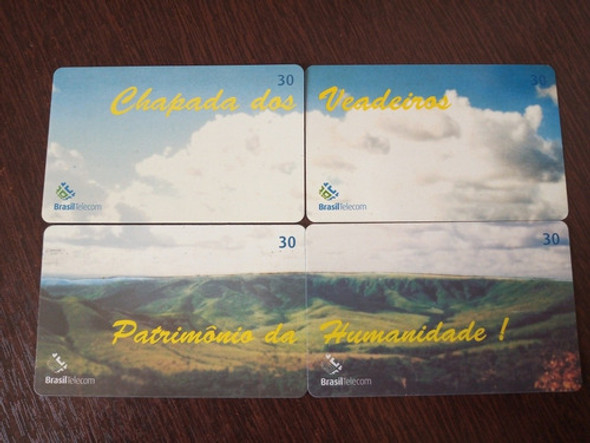 30 30
Chapada dos Veadeiros
BrasilTelecom BrasilTelecom
30 30
Patrimônio da Humanidade !
BrasilTelecom BrasilTelecom